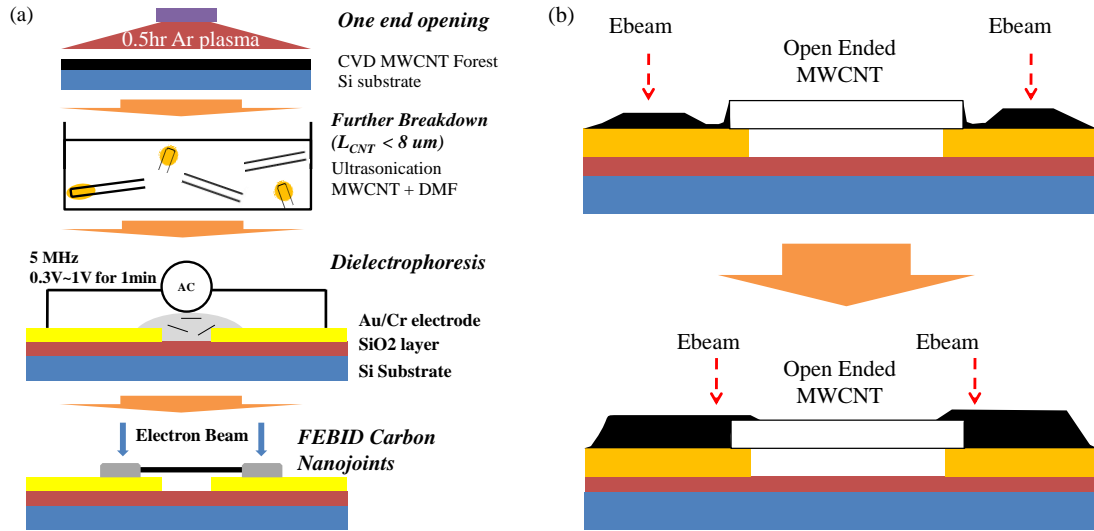 (a)
One end opening
0.5hr Ar plasma
CVD MWCNT Forest
Si substrate
Further Breakdown
(L_CNT < 8 um)
Ultrasonication
MWCNT + DMF
5 MHz
0.3V~1V for 1min
AC
Dielectrophoresis
Au/Cr electrode
SiO2 layer
Si Substrate
Electron Beam
FEBID Carbon
Nanojoints
(b)
Ebeam
Ebeam
Open Ended
MWCNT
Ebeam
Ebeam
Open Ended
MWCNT